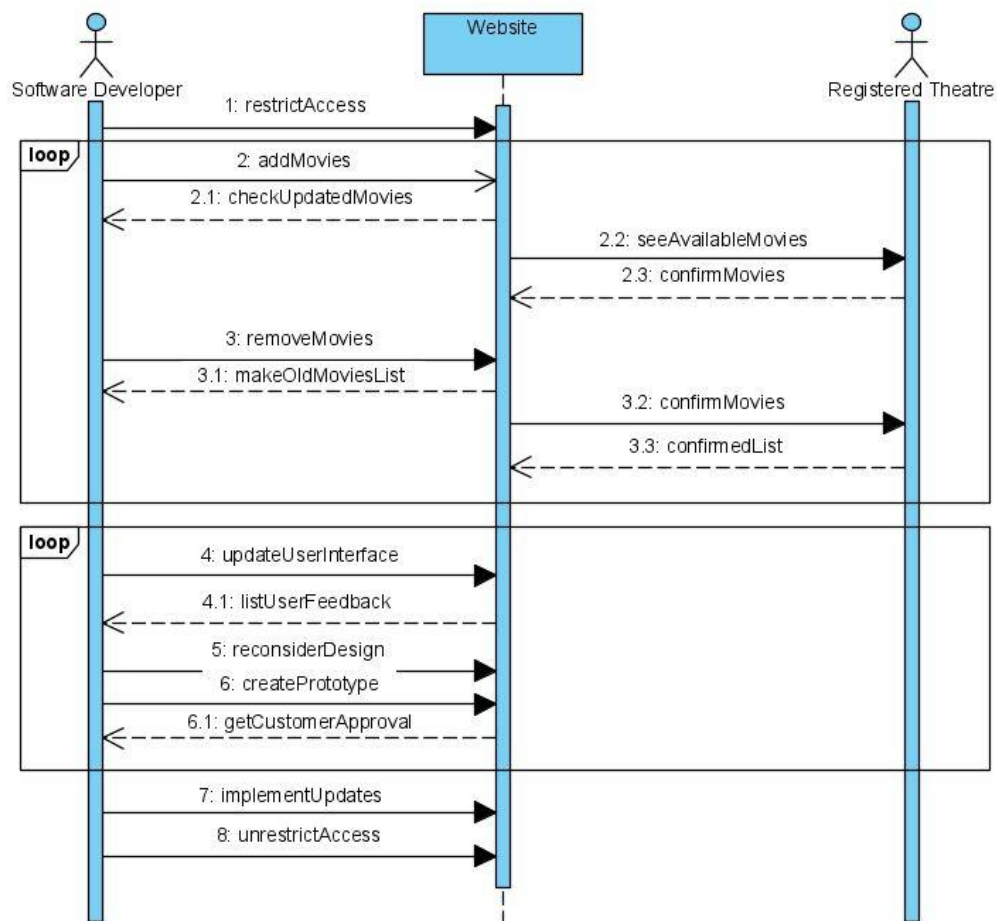 Website
Software Developer
Registered Theatre
1: restrictAccess
loop
2: addMovies
2.1: checkUpdatedMovies
2.2: seeAvailableMovies
2.3: confirmMovies
3: removeMovies
3.1: makeOldMoviesList
3.2: confirmMovies
3.3: confirmedList
loop
4: updateUserInterface
4.1: listUserFeedback
5: reconsiderDesign
6: createPrototype
6.1: getCustomerApproval
7: implementUpdates
8: unrestrictAccess